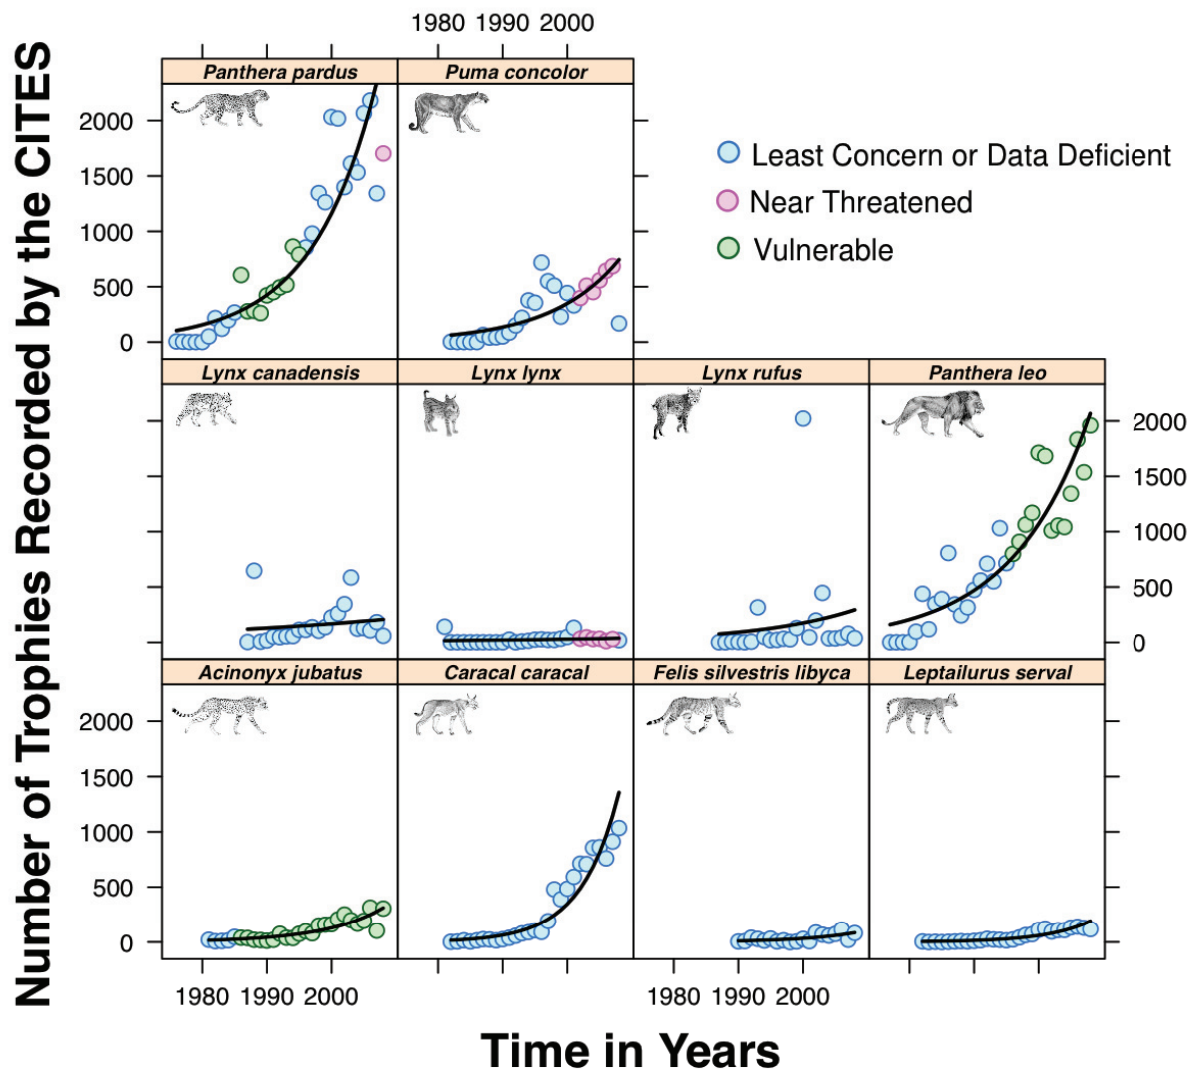 1980 1990 2000
Panthera pardus
Puma concolor
2000
1500
1000
500
0
Least Concern or Data Deficient
Near Threatened
Vulnerable
Lynx canadensis
Lynx lynx
Lynx rufus
Panthera leo
2000
1500
1000
500
0
Acinonyx jubatus
Caracal caracal
Felis silvestris libyca
Leptailurus serval
2000
1500
1000
500
0
1980 1990 2000
1980 1990 2000
Number of Trophies Recorded by the CITES
Time in Years